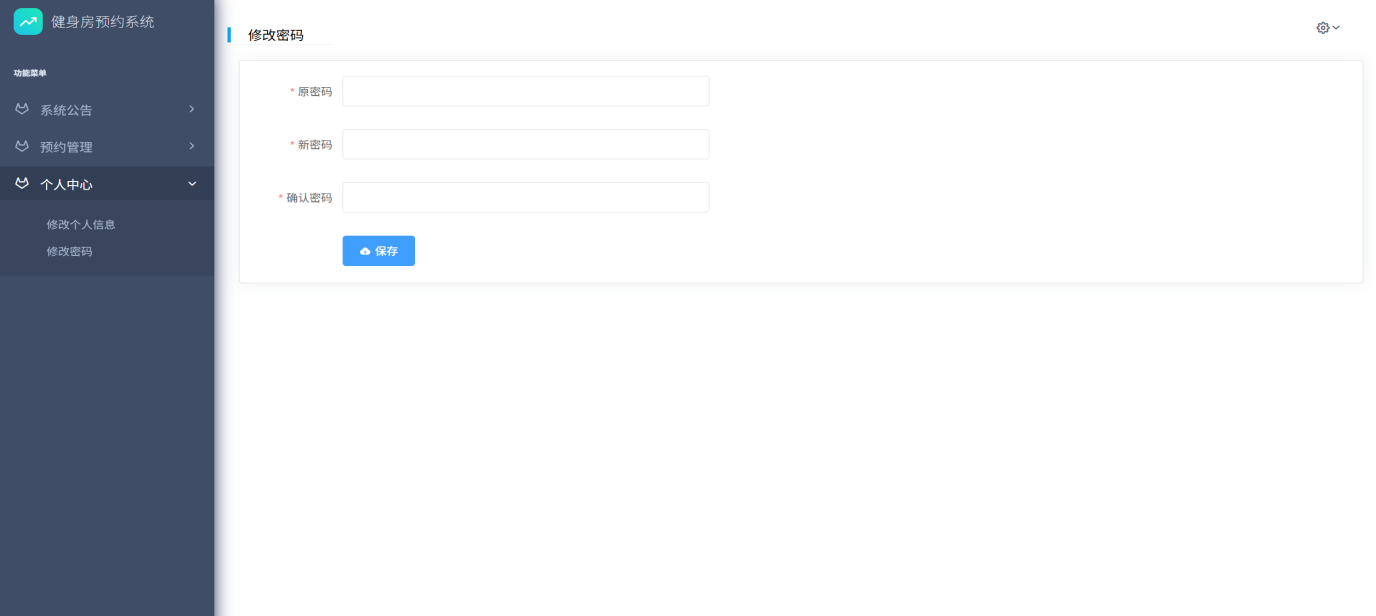 健身房预约系统
功能菜单
系统公告
预约管理
个人中心
修改个人信息
修改密码
修改密码
* 原密码
* 新密码
* 确认密码
保存